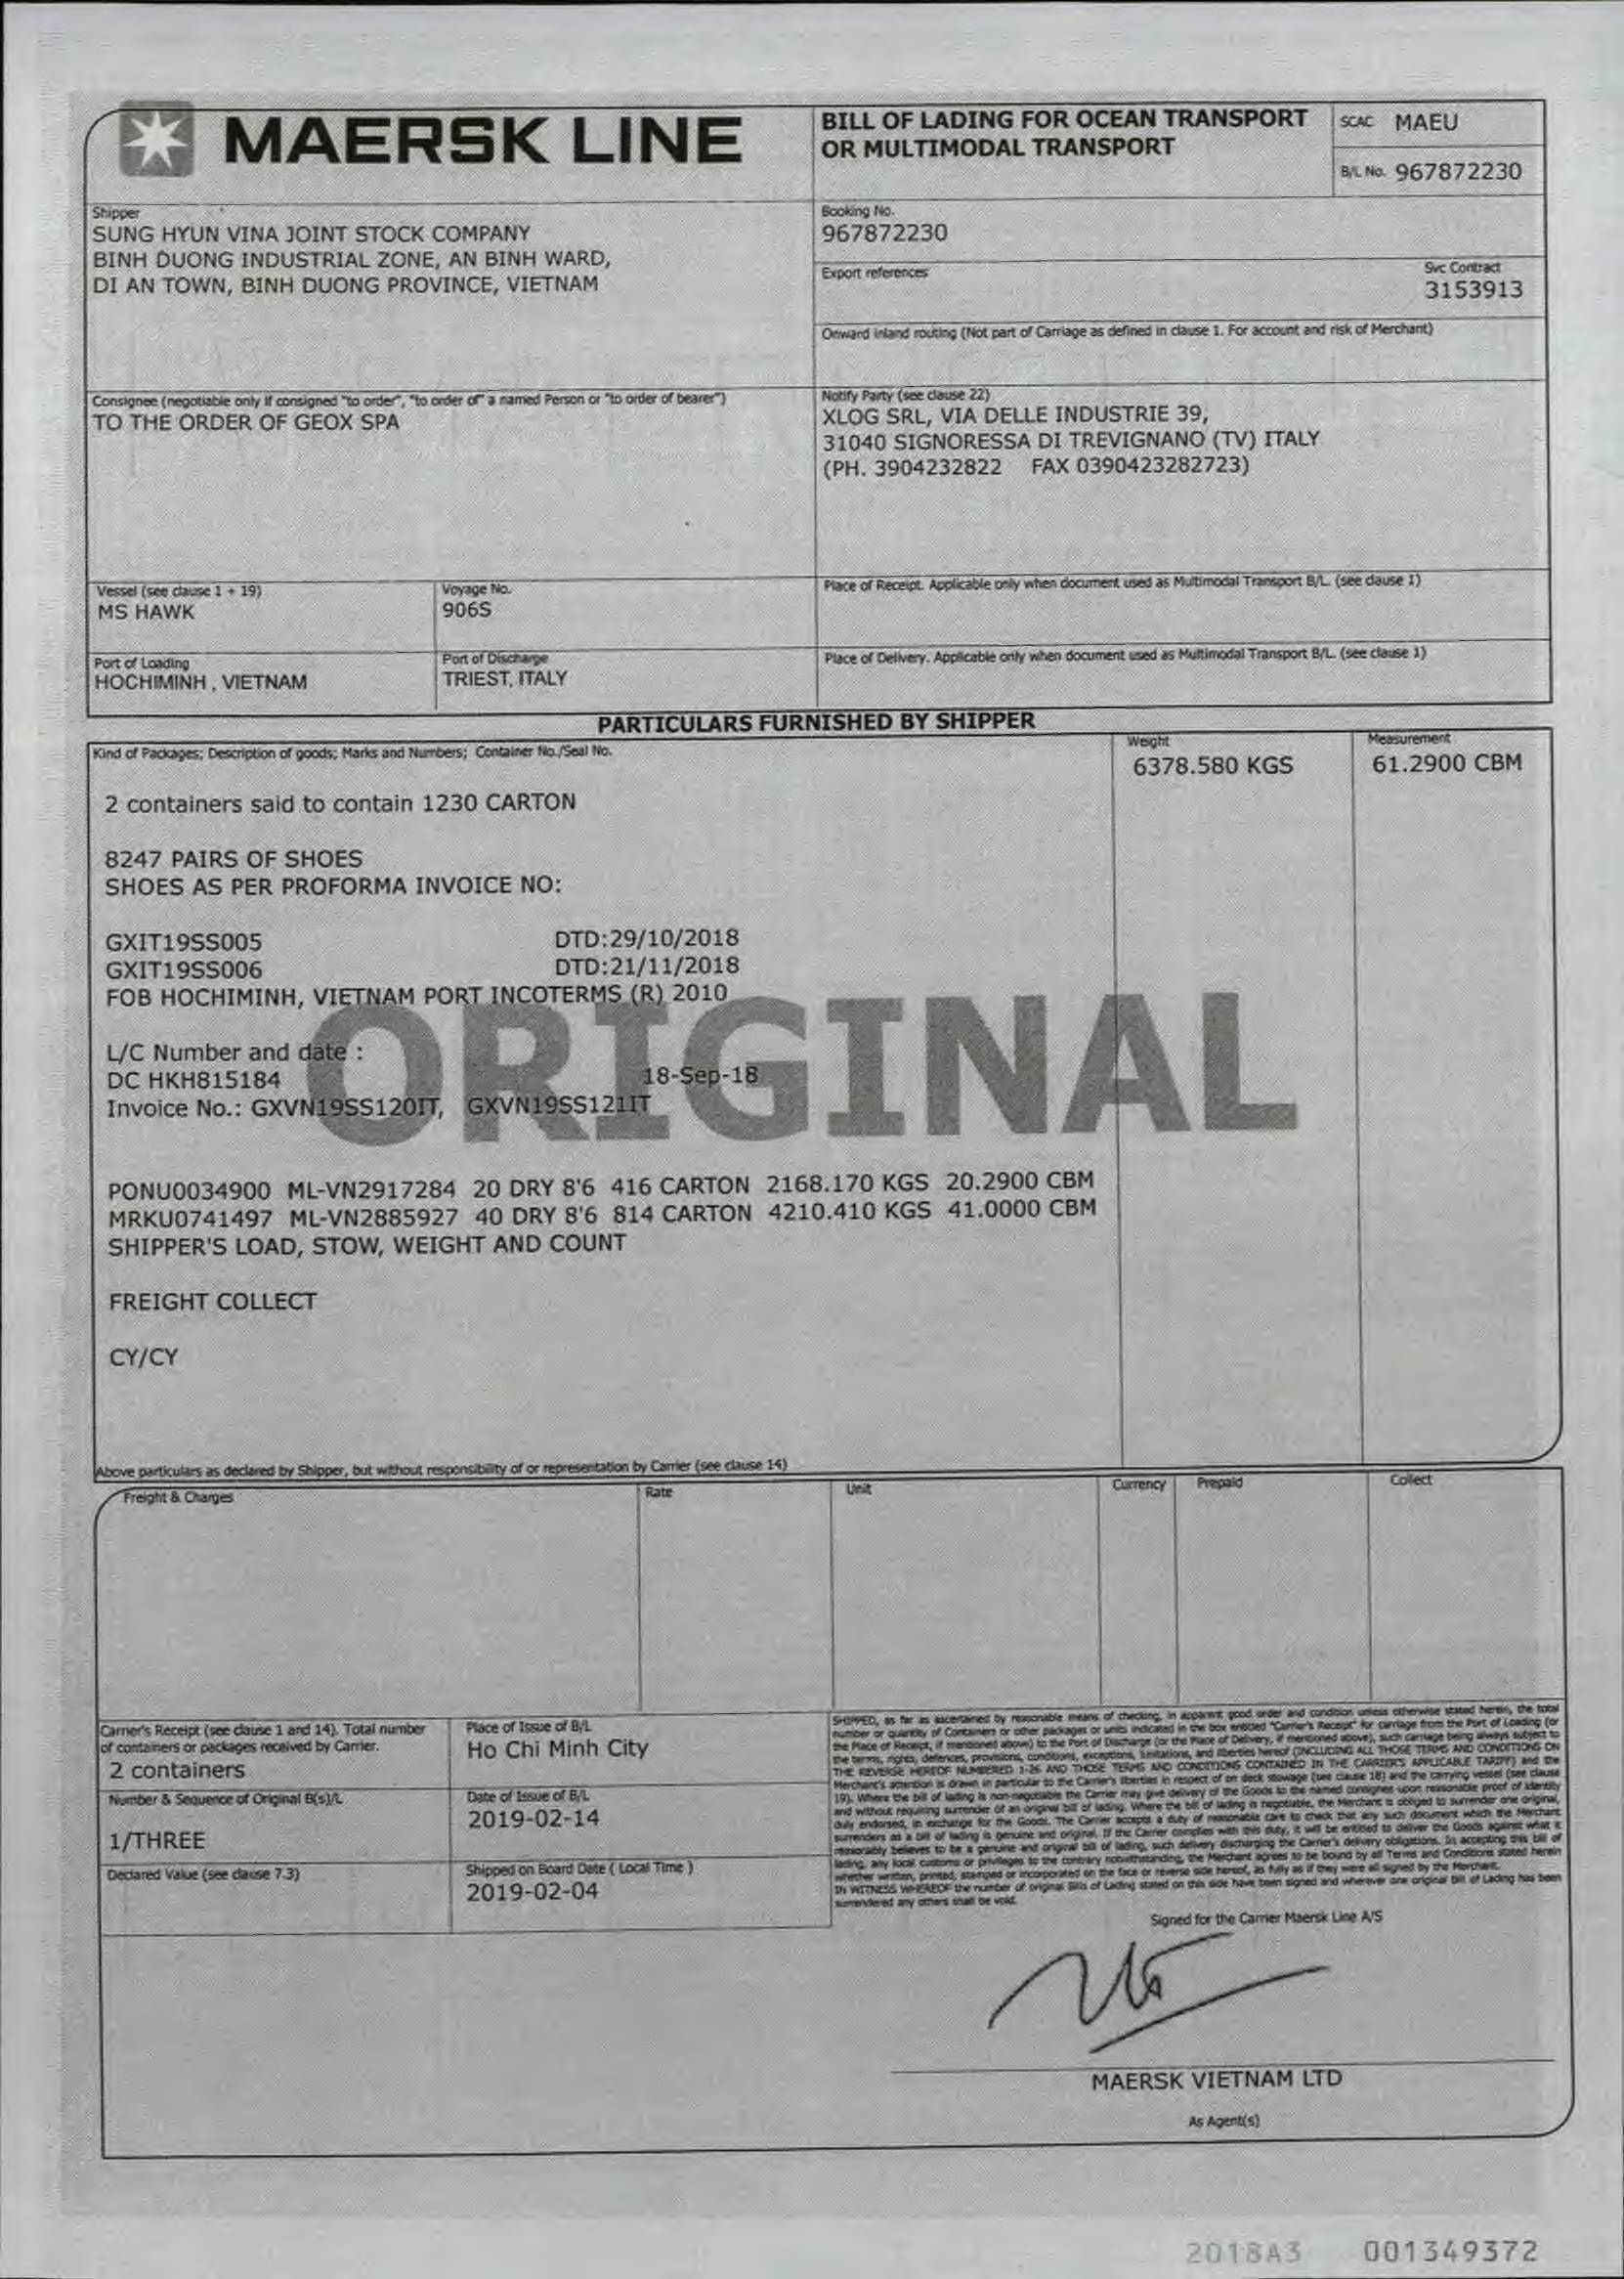 MAERSK LINE
BILL OF LADING FOR OCEAN TRANSPORT
OR MULTIMODAL TRANSPORT
SCAC MAEU
B/L No. 967872230
Shipper
SUNG HYUN VINA JOINT STOCK COMPANY
BINH DUONG INDUSTRIAL ZONE, AN BINH WARD,
DI AN TOWN, BINH DUONG PROVINCE, VIETNAM
Booking No.
967872230
Export references
Svc Contract
3153913
Onward inland routing (Not part of Carriage as defined in clause 1. For account and risk of Merchant)
Consignee (negotiable only if consigned "to order", "to order of" a named Person or "to order of bearer")
TO THE ORDER OF GEOX SPA
Notify Party (see clause 22)
XLOG SRL, VIA DELLE INDUSTRIE 39,
31040 SIGNORESSA DI TREVIGNANO (TV) ITALY
(PH. 3904232822 FAX 0390423282723)
Vessel (see clause 1 + 19)
MS HAWK
Voyage No.
906S
Place of Receipt. Applicable only when document used as Multimodal Transport B/L. (see clause 1)
Port of Loading
HOCHIMINH , VIETNAM
Port of Discharge
TRIEST, ITALY
Place of Delivery. Applicable only when document used as Multimodal Transport B/L. (see clause 1)
PARTICULARS FURNISHED BY SHIPPER
Kind of Packages; Description of goods; Marks and Numbers; Container No./Seal No.
Weight
6378.580 KGS
Measurement
61.2900 CBM
2 containers said to contain 1230 CARTON
8247 PAIRS OF SHOES
SHOES AS PER PROFORMA INVOICE NO:
GXIT19SS005 DTD:29/10/2018
GXIT19SS006 DTD:21/11/2018
FOB HOCHIMINH, VIETNAM PORT INCOTERMS (R) 2010
ORIGINAL
L/C Number and date :
DC HKH815184 18-Sep-18
Invoice No.: GXVN19SS120IT, GXVN19SS121IT
PONU0034900 ML-VN2917284 20 DRY 8'6 416 CARTON 2168.170 KGS 20.2900 CBM
MRKU0741497 ML-VN2885927 40 DRY 8'6 814 CARTON 4210.410 KGS 41.0000 CBM
SHIPPER'S LOAD, STOW, WEIGHT AND COUNT
FREIGHT COLLECT
CY/CY
Above particulars as declared by Shipper, but without responsibility of or representation by Carrier (see clause 14)
Freight & Charges
Rate
Unit
Currency
Prepaid
Collect
Carrier's Receipt (see clause 1 and 14). Total number
of containers or packages received by Carrier.
2 containers
Place of Issue of B/L
Ho Chi Minh City
Number & Sequence of Original B(s)/L
1/THREE
Date of Issue of B/L
2019-02-14
Declared Value (see clause 7.3)
Shipped on Board Date ( Local Time )
2019-02-04
SHIPPED, as far as ascertained by reasonable means of checking, in apparent good order and condition unless otherwise stated herein, the total
number or quantity of Containers or other packages or units indicated in the box entitled "Carrier's Receipt" for carriage from the Port of Loading (or
the Place of Receipt, if mentioned above) to the Port of Discharge (or the Place of Delivery, if mentioned above), such carriage being always subject to
the terms, rights, defences, provisions, conditions, exceptions, limitations, and liberties hereof (INCLUDING ALL THOSE TERMS AND CONDITIONS ON
THE REVERSE HEREOF NUMBERED 1-26 AND THOSE TERMS AND CONDITIONS CONTAINED IN THE CARRIER'S APPLICABLE TARIFF) and the
Merchant's attention is drawn in particular to the Carrier's liberties in respect of on deck stowage (see clause 18) and the carrying vessel (see clause
19). Where the bill of lading is non-negotiable the Carrier may give delivery of the Goods to the named consignee upon reasonable proof of identity
and without requiring surrender of an original bill of lading. Where the bill of lading is negotiable, the Merchant is obliged to surrender one original,
duly endorsed, in exchange for the Goods. The Carrier accepts a duty of reasonable care to check that any such document which the Merchant
surrenders as a bill of lading is genuine and original. If the Carrier complies with this duty, it will be entitled to deliver the Goods against what it
reasonably believes to be a genuine and original bill of lading, such delivery discharging the Carrier's delivery obligations. In accepting this bill of
lading, any local customs or privileges to the contrary notwithstanding, the Merchant agrees to be bound by all Terms and Conditions stated herein
whether written, printed, stamped or incorporated on the face or reverse side hereof, as fully as if they were all signed by the Merchant.
IN WITNESS WHEREOF the number of original Bills of Lading stated on this side have been signed and wherever one original Bill of Lading has been
surrendered any others shall be void.
Signed for the Carrier Maersk Line A/S
MAERSK VIETNAM LTD
As Agent(s)
2018A3 001349372